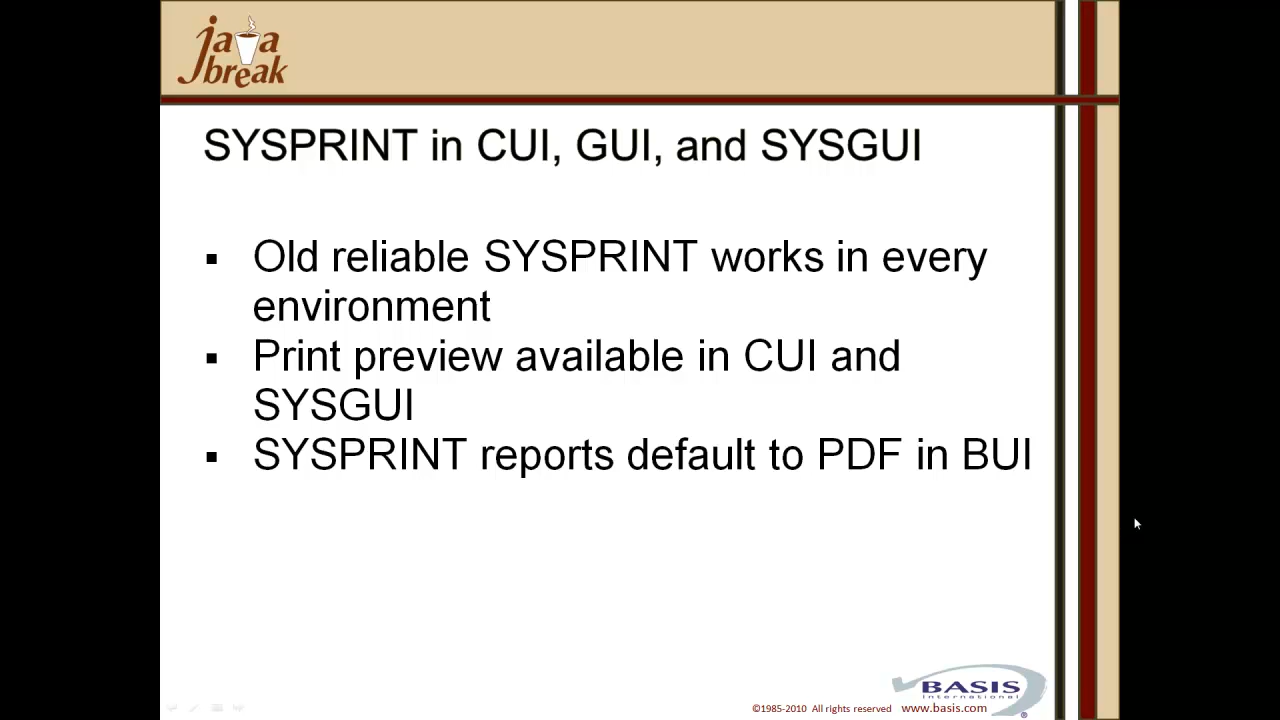 java
break
SYSPRINT in CUI, GUI, and SYSGUI
▪ Old reliable SYSPRINT works in every
environment
▪ Print preview available in CUI and
SYSGUI
▪ SYSPRINT reports default to PDF in BUI
BASIS
International
®
©1985-2010 All rights reserved www.basis.com